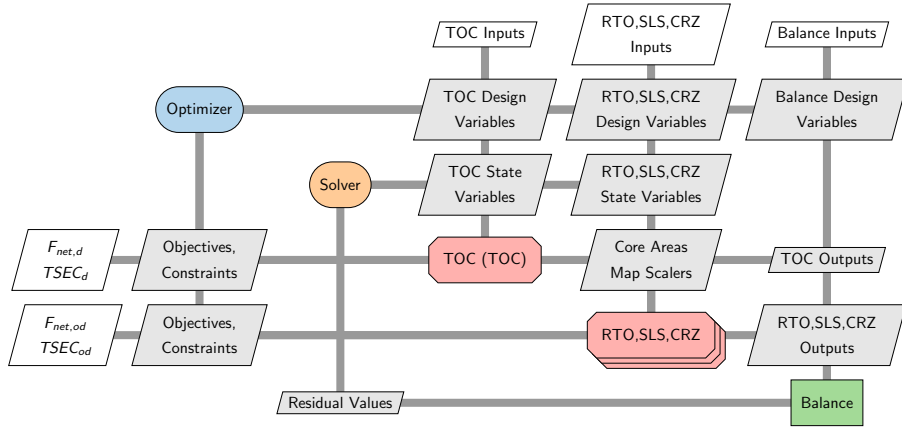 TOC Inputs
RTO,SLS,CRZ
Inputs
Balance Inputs
Optimizer
TOC Design
Variables
RTO,SLS,CRZ
Design Variables
Balance Design
Variables
Solver
TOC State
Variables
RTO,SLS,CRZ
State Variables
F_{net,d}
TSEC_d
Objectives,
Constraints
TOC (TOC)
Core Areas
Map Scalers
TOC Outputs
F_{net,od}
TSEC_{od}
Objectives,
Constraints
RTO,SLS,CRZ
RTO,SLS,CRZ
Outputs
Residual Values
Balance